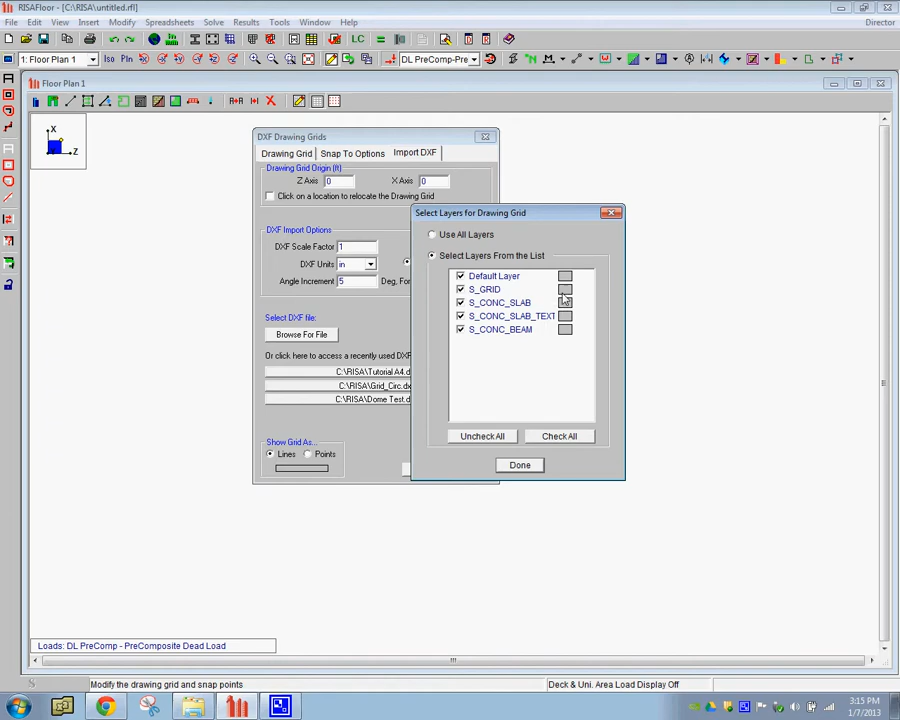 RISAFloor - [C:\RISA\untitled.rfl]
File Edit View Insert Modify Spreadsheets Solve Results Tools Window Help Director
1: Floor Plan 1 Iso Pln X X Y Y Z Z DL PreComp-Pre
LC
Floor Plan 1
X
Z
DXF Drawing Grids
Drawing Grid Snap To Options Import DXF
Drawing Grid Origin (ft)
Z Axis 0 X Axis 0
Click on a location to relocate the Drawing Grid
DXF Import Options
DXF Scale Factor 1
DXF Units in
Angle Increment 5 Deg, For
Select DXF file:
Browse For File
Or click here to access a recently used DXF
C:\RISA\Tutorial A4.d
C:\RISA\Grid_Circ.dx
C:\RISA\Dome Test.d
Show Grid As...
Lines Points
Select Layers for Drawing Grid
Use All Layers
Select Layers From the List
Default Layer
S_GRID
S_CONC_SLAB
S_CONC_SLAB_TEXT
S_CONC_BEAM
Uncheck All Check All
Done
Loads: DL PreComp - PreComposite Dead Load
S Modify the drawing grid and snap points Deck & Uni. Area Load Display Off
3:15 PM
1/7/2013